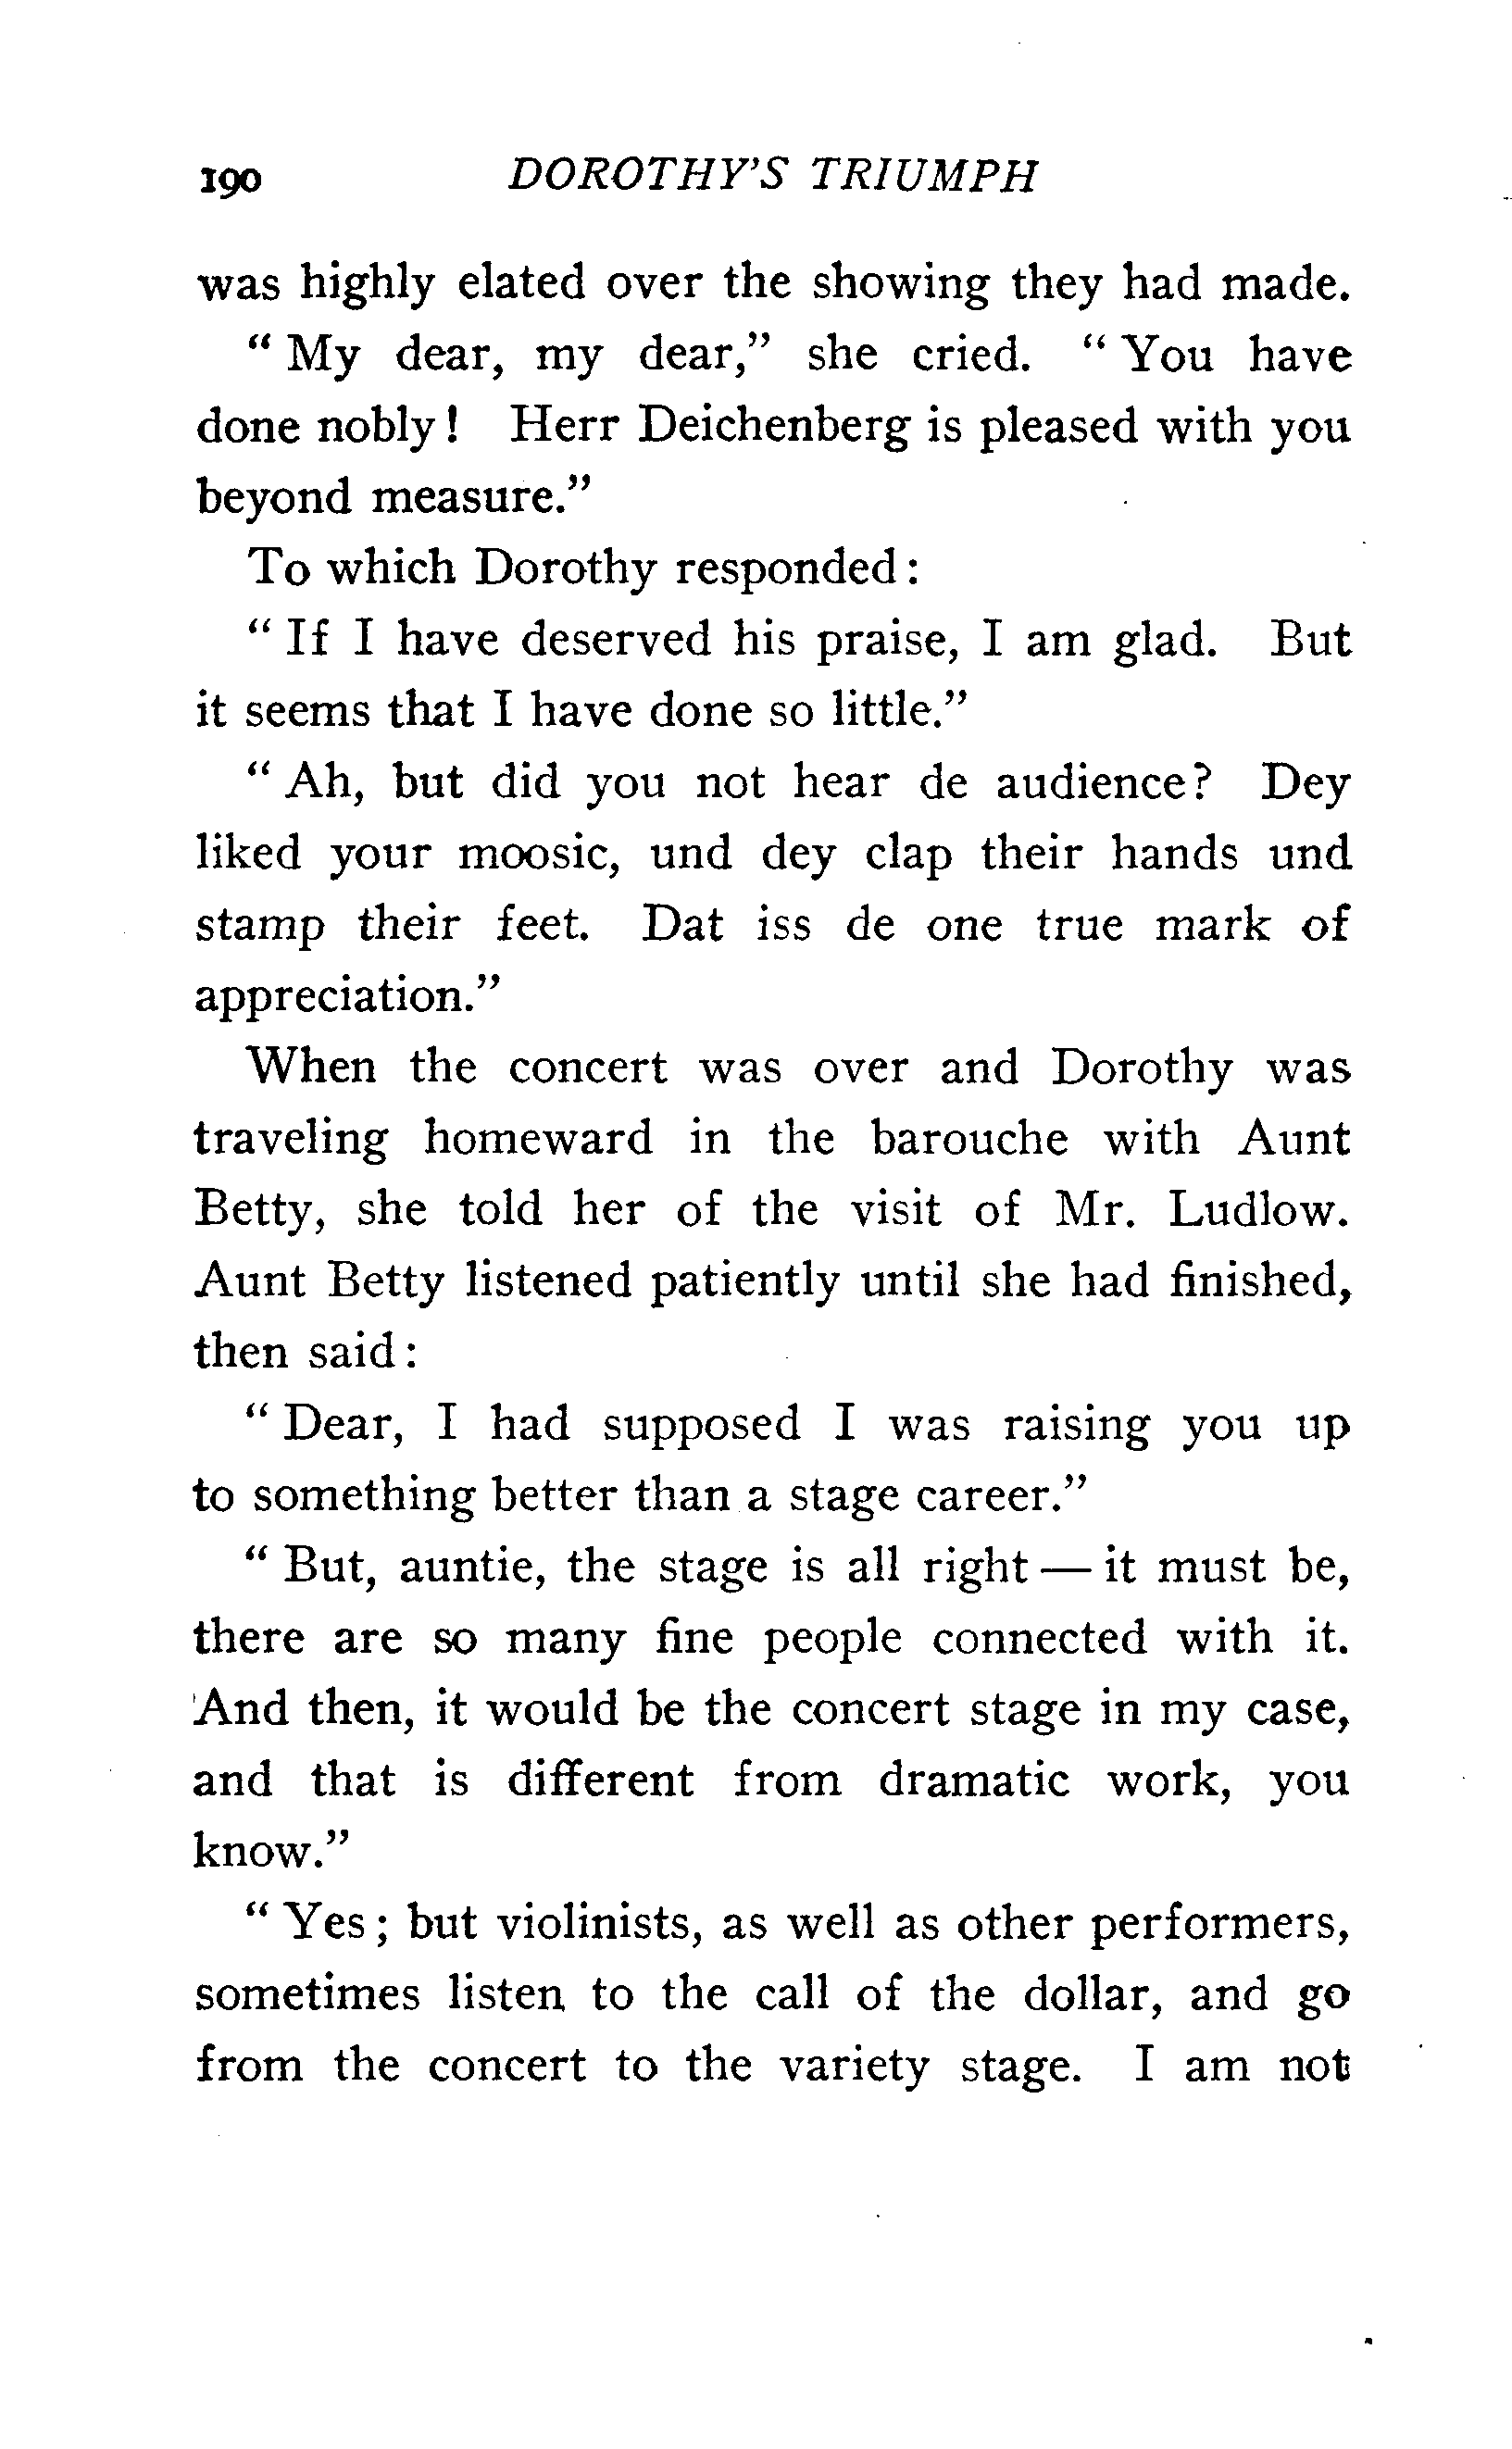 190 DOROTHY'S TRIUMPH
was highly elated over the showing they had made.
“ My dear, my dear,” she cried. “ You have
done nobly ! Herr Deichenberg is pleased with you
beyond measure.”
To which Dorothy responded :
“ If I have deserved his praise, I am glad. But
it seems that I have done so little.”
“ Ah, but did you not hear de audience? Dey
liked your moosic, und dey clap their hands und
stamp their feet. Dat iss de one true mark of
appreciation.”
When the concert was over and Dorothy was
traveling homeward in the barouche with Aunt
Betty, she told her of the visit of Mr. Ludlow.
Aunt Betty listened patiently until she had finished,
then said :
“ Dear, I had supposed I was raising you up
to something better than a stage career.”
“ But, auntie, the stage is all right — it must be,
there are so many fine people connected with it.
And then, it would be the concert stage in my case,
and that is different from dramatic work, you
know.”
“ Yes ; but violinists, as well as other performers,
sometimes listen to the call of the dollar, and go
from the concert to the variety stage. I am not